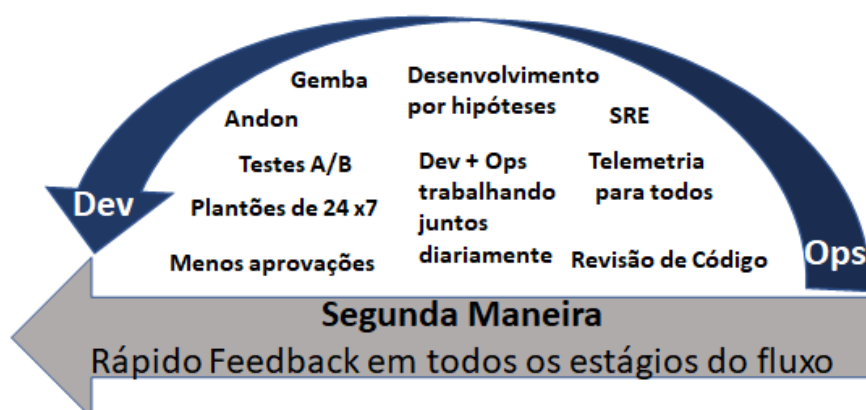 Gemba
Desenvolvimento
por hipóteses
Andon
SRE
Testes A/B
Dev + Ops
trabalhando
juntos
diariamente
Telemetria
para todos
Dev
Plantões de 24 x7
Menos aprovações
Revisão de Código
Ops
Segunda Maneira
Rápido Feedback em todos os estágios do fluxo